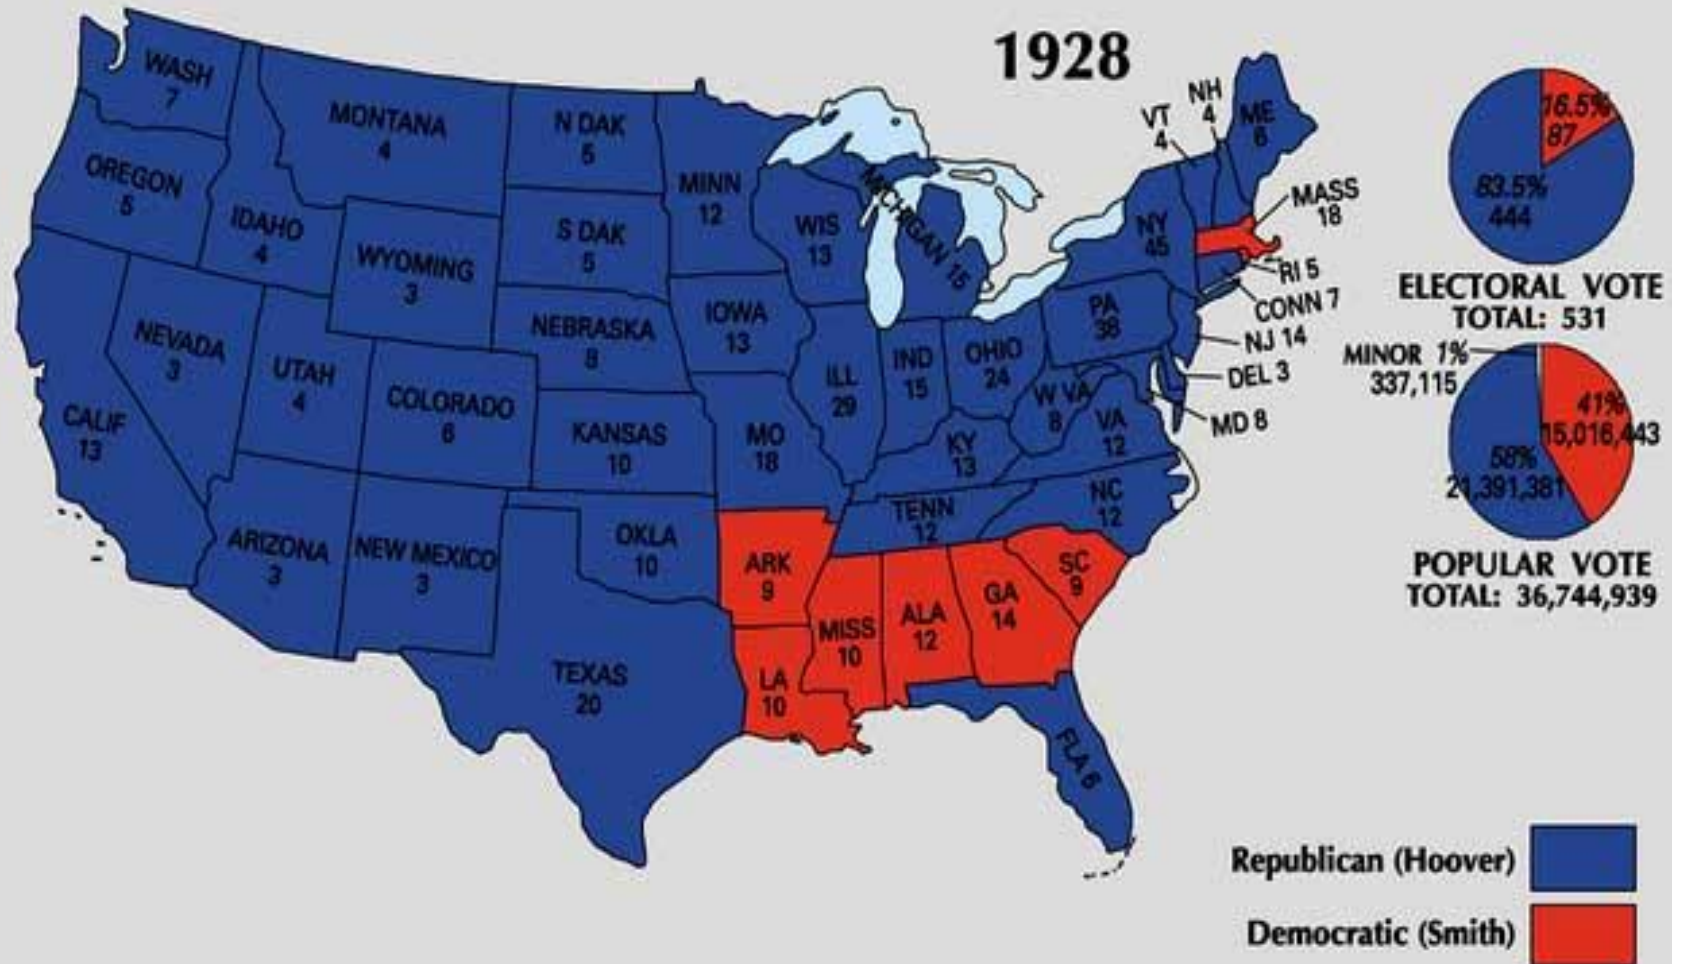 1928
WASH
7
OREGON
5
CALIF
13
IDAHO
4
NEVADA
3
MONTANA
4
WYOMING
3
UTAH
4
COLORADO
6
ARIZONA
3
NEW MEXICO
3
N DAK
5
S DAK
5
NEBRASKA
8
KANSAS
10
OKLA
10
TEXAS
20
MINN
12
IOWA
13
MO
18
ARK
9
LA
10
WIS
13
ILL
29
MICHIGAN 15
IND
15
OHIO
24
KY
13
TENN
12
MISS
10
ALA
12
GA
14
FLA 6
SC
9
NC
12
VA
12
W VA
8
PA
38
NY
45
VT
4
NH
4
ME
6
MASS
18
RI 5
CONN 7
NJ 14
DEL 3
MD 8
16.5%
87
83.5%
444
ELECTORAL VOTE
TOTAL: 531
MINOR 1%
337,115
41%
15,016,443
58%
21,391,381
POPULAR VOTE
TOTAL: 36,744,939
Republican (Hoover)
Democratic (Smith)